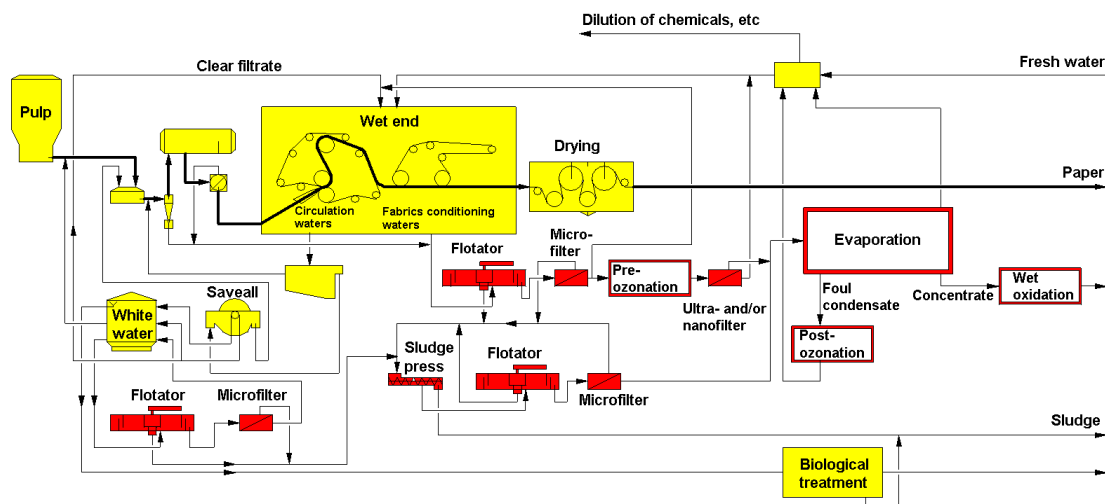 Dilution of chemicals, etc
Clear filtrate
Fresh water
Pulp
Wet end
Drying
Paper
Circulation
waters
Fabrics conditioning
waters
Flotator
Micro-
filter
Pre-
ozonation
Ultra- and/or
nanofilter
Evaporation
Foul
condensate
Concentrate
Wet
oxidation
Post-
ozonation
Saveall
White
water
Sludge
press
Flotator
Microfilter
Flotator
Microfilter
Sludge
Biological
treatment